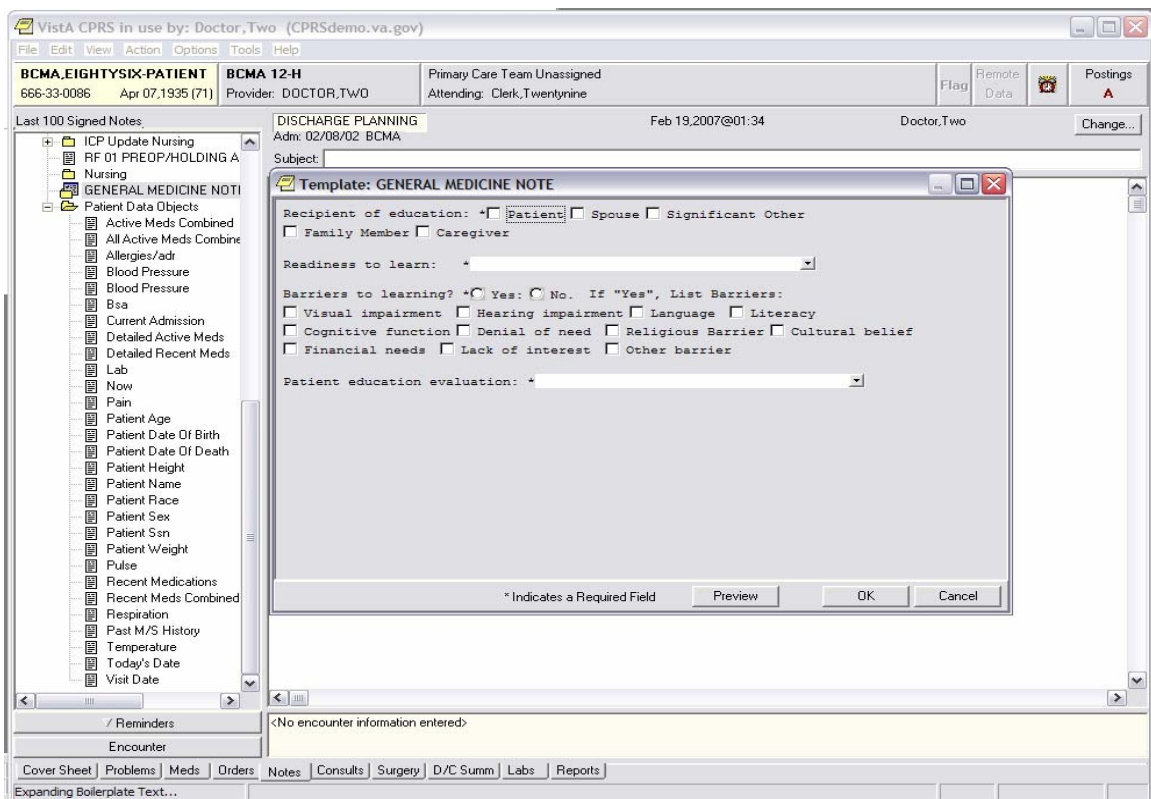 VistA CPRS in use by: Doctor,Two (CPRSdemo.va.gov)
File Edit View Action Options Tools Help
BCMA,EIGHTYSIX-PATIENT
666-33-0086 Apr 07,1935 (71)
BCMA 12-H
Provider: DOCTOR,TWO
Primary Care Team Unassigned
Attending: Clerk,Twentynine
Flag
Remote
Data
Postings
A
Last 100 Signed Notes
ICP Update Nursing
RF 01 PREOP/HOLDING A
Nursing
GENERAL MEDICINE NOTI
Patient Data Objects
Active Meds Combined
All Active Meds Combine
Allergies/adr
Blood Pressure
Blood Pressure
Bsa
Current Admission
Detailed Active Meds
Detailed Recent Meds
Lab
Now
Pain
Patient Age
Patient Date Of Birth
Patient Date Of Death
Patient Height
Patient Name
Patient Race
Patient Sex
Patient Ssn
Patient Weight
Pulse
Recent Medications
Recent Meds Combined
Respiration
Past M/S History
Temperature
Today's Date
Visit Date
Reminders
Encounter
DISCHARGE PLANNING Feb 19,2007@01:34 Doctor,Two Change...
Adm: 02/08/02 BCMA
Subject:
Template: GENERAL MEDICINE NOTE
Recipient of education: * Patient Spouse Significant Other
Family Member Caregiver
Readiness to learn: *
Barriers to learning? * Yes: No. If "Yes", List Barriers:
Visual impairment Hearing impairment Language Literacy
Cognitive function Denial of need Religious Barrier Cultural belief
Financial needs Lack of interest Other barrier
Patient education evaluation: *
* Indicates a Required Field Preview OK Cancel
<No encounter information entered>
Cover Sheet Problems Meds Orders Notes Consults Surgery D/C Summ Labs Reports
Expanding Boilerplate Text...